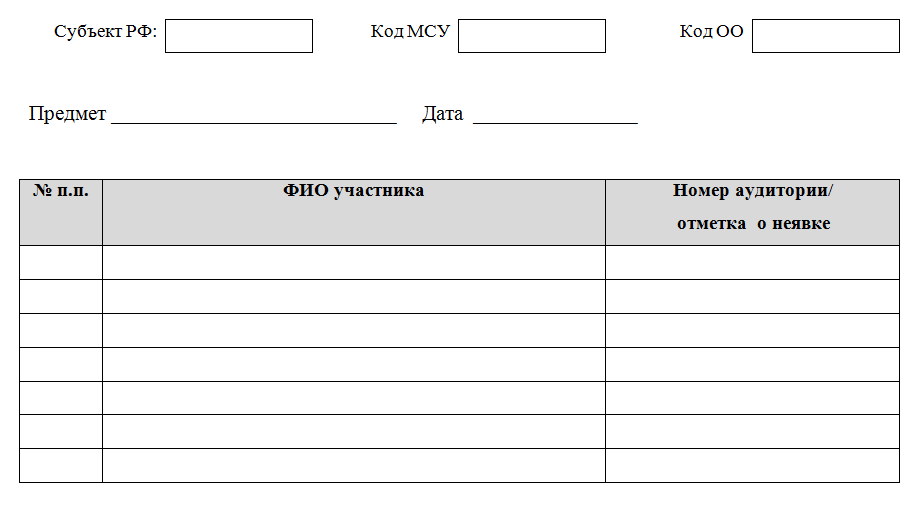 Субъект РФ: Код МСУ Код ОО
Предмет ____________________________ Дата ________________
№ п.п. ФИО участника Номер аудитории/
отметка о неявке